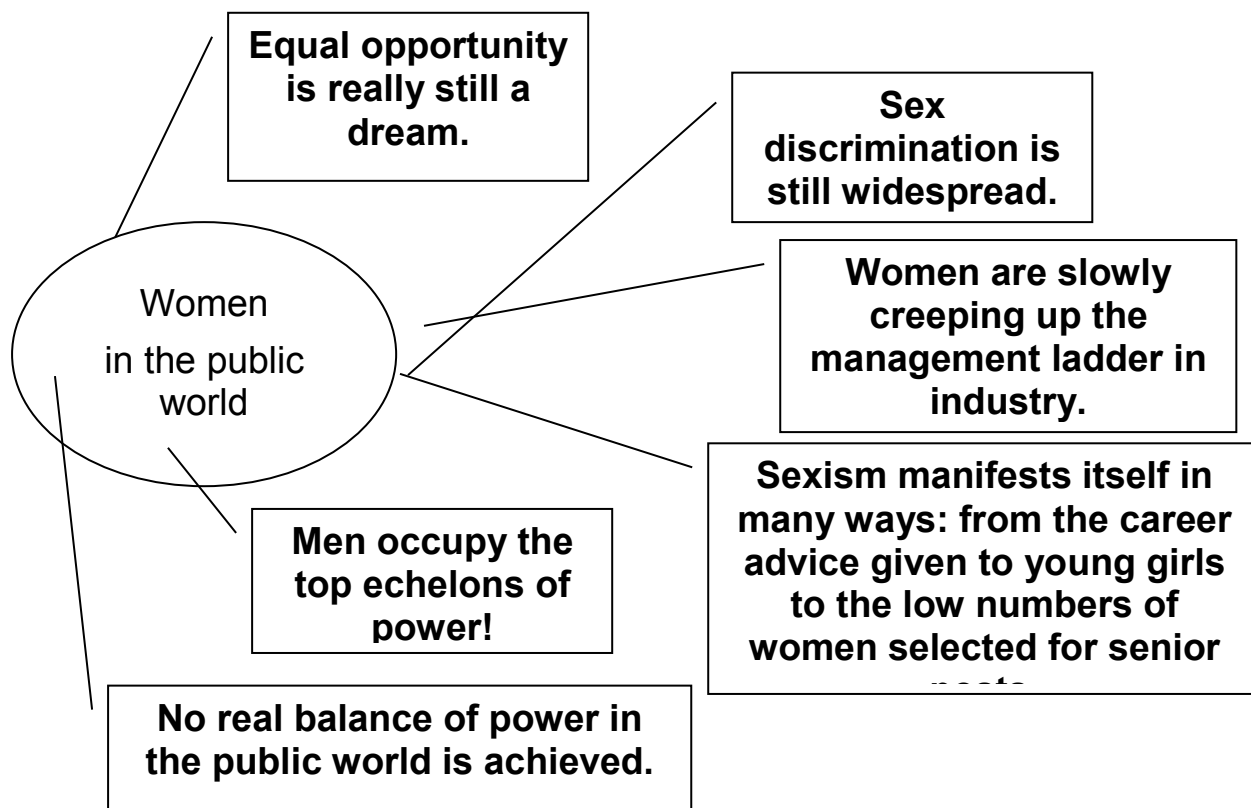 Equal opportunity
is really still a
dream.
Sex
discrimination is
still widespread.
Women
in the public
world
Women are slowly
creeping up the
management ladder in
industry.
Men occupy the
top echelons of
power!
Sexism manifests itself in
many ways: from the career
advice given to young girls
to the low numbers of
women selected for senior
No real balance of power in
the public world is achieved.